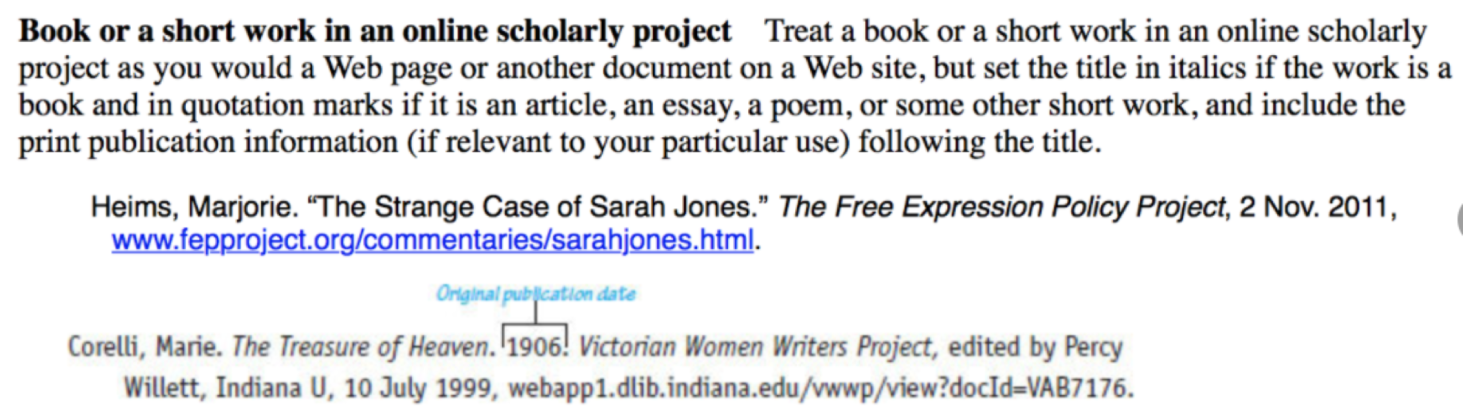 Book or a short work in an online scholarly project Treat a book or a short work in an online scholarly
project as you would a Web page or another document on a Web site, but set the title in italics if the work is a
book and in quotation marks if it is an article, an essay, a poem, or some other short work, and include the
print publication information (if relevant to your particular use) following the title.
Heims, Marjorie. “The Strange Case of Sarah Jones.” The Free Expression Policy Project, 2 Nov. 2011,
www.fepproject.org/commentaries/sarahjones.html.
Original publication date
Corelli, Marie. The Treasure of Heaven. 1906. Victorian Women Writers Project, edited by Percy
Willett, Indiana U, 10 July 1999, webapp1.dlib.indiana.edu/vwwp/view?docId=VAB7176.